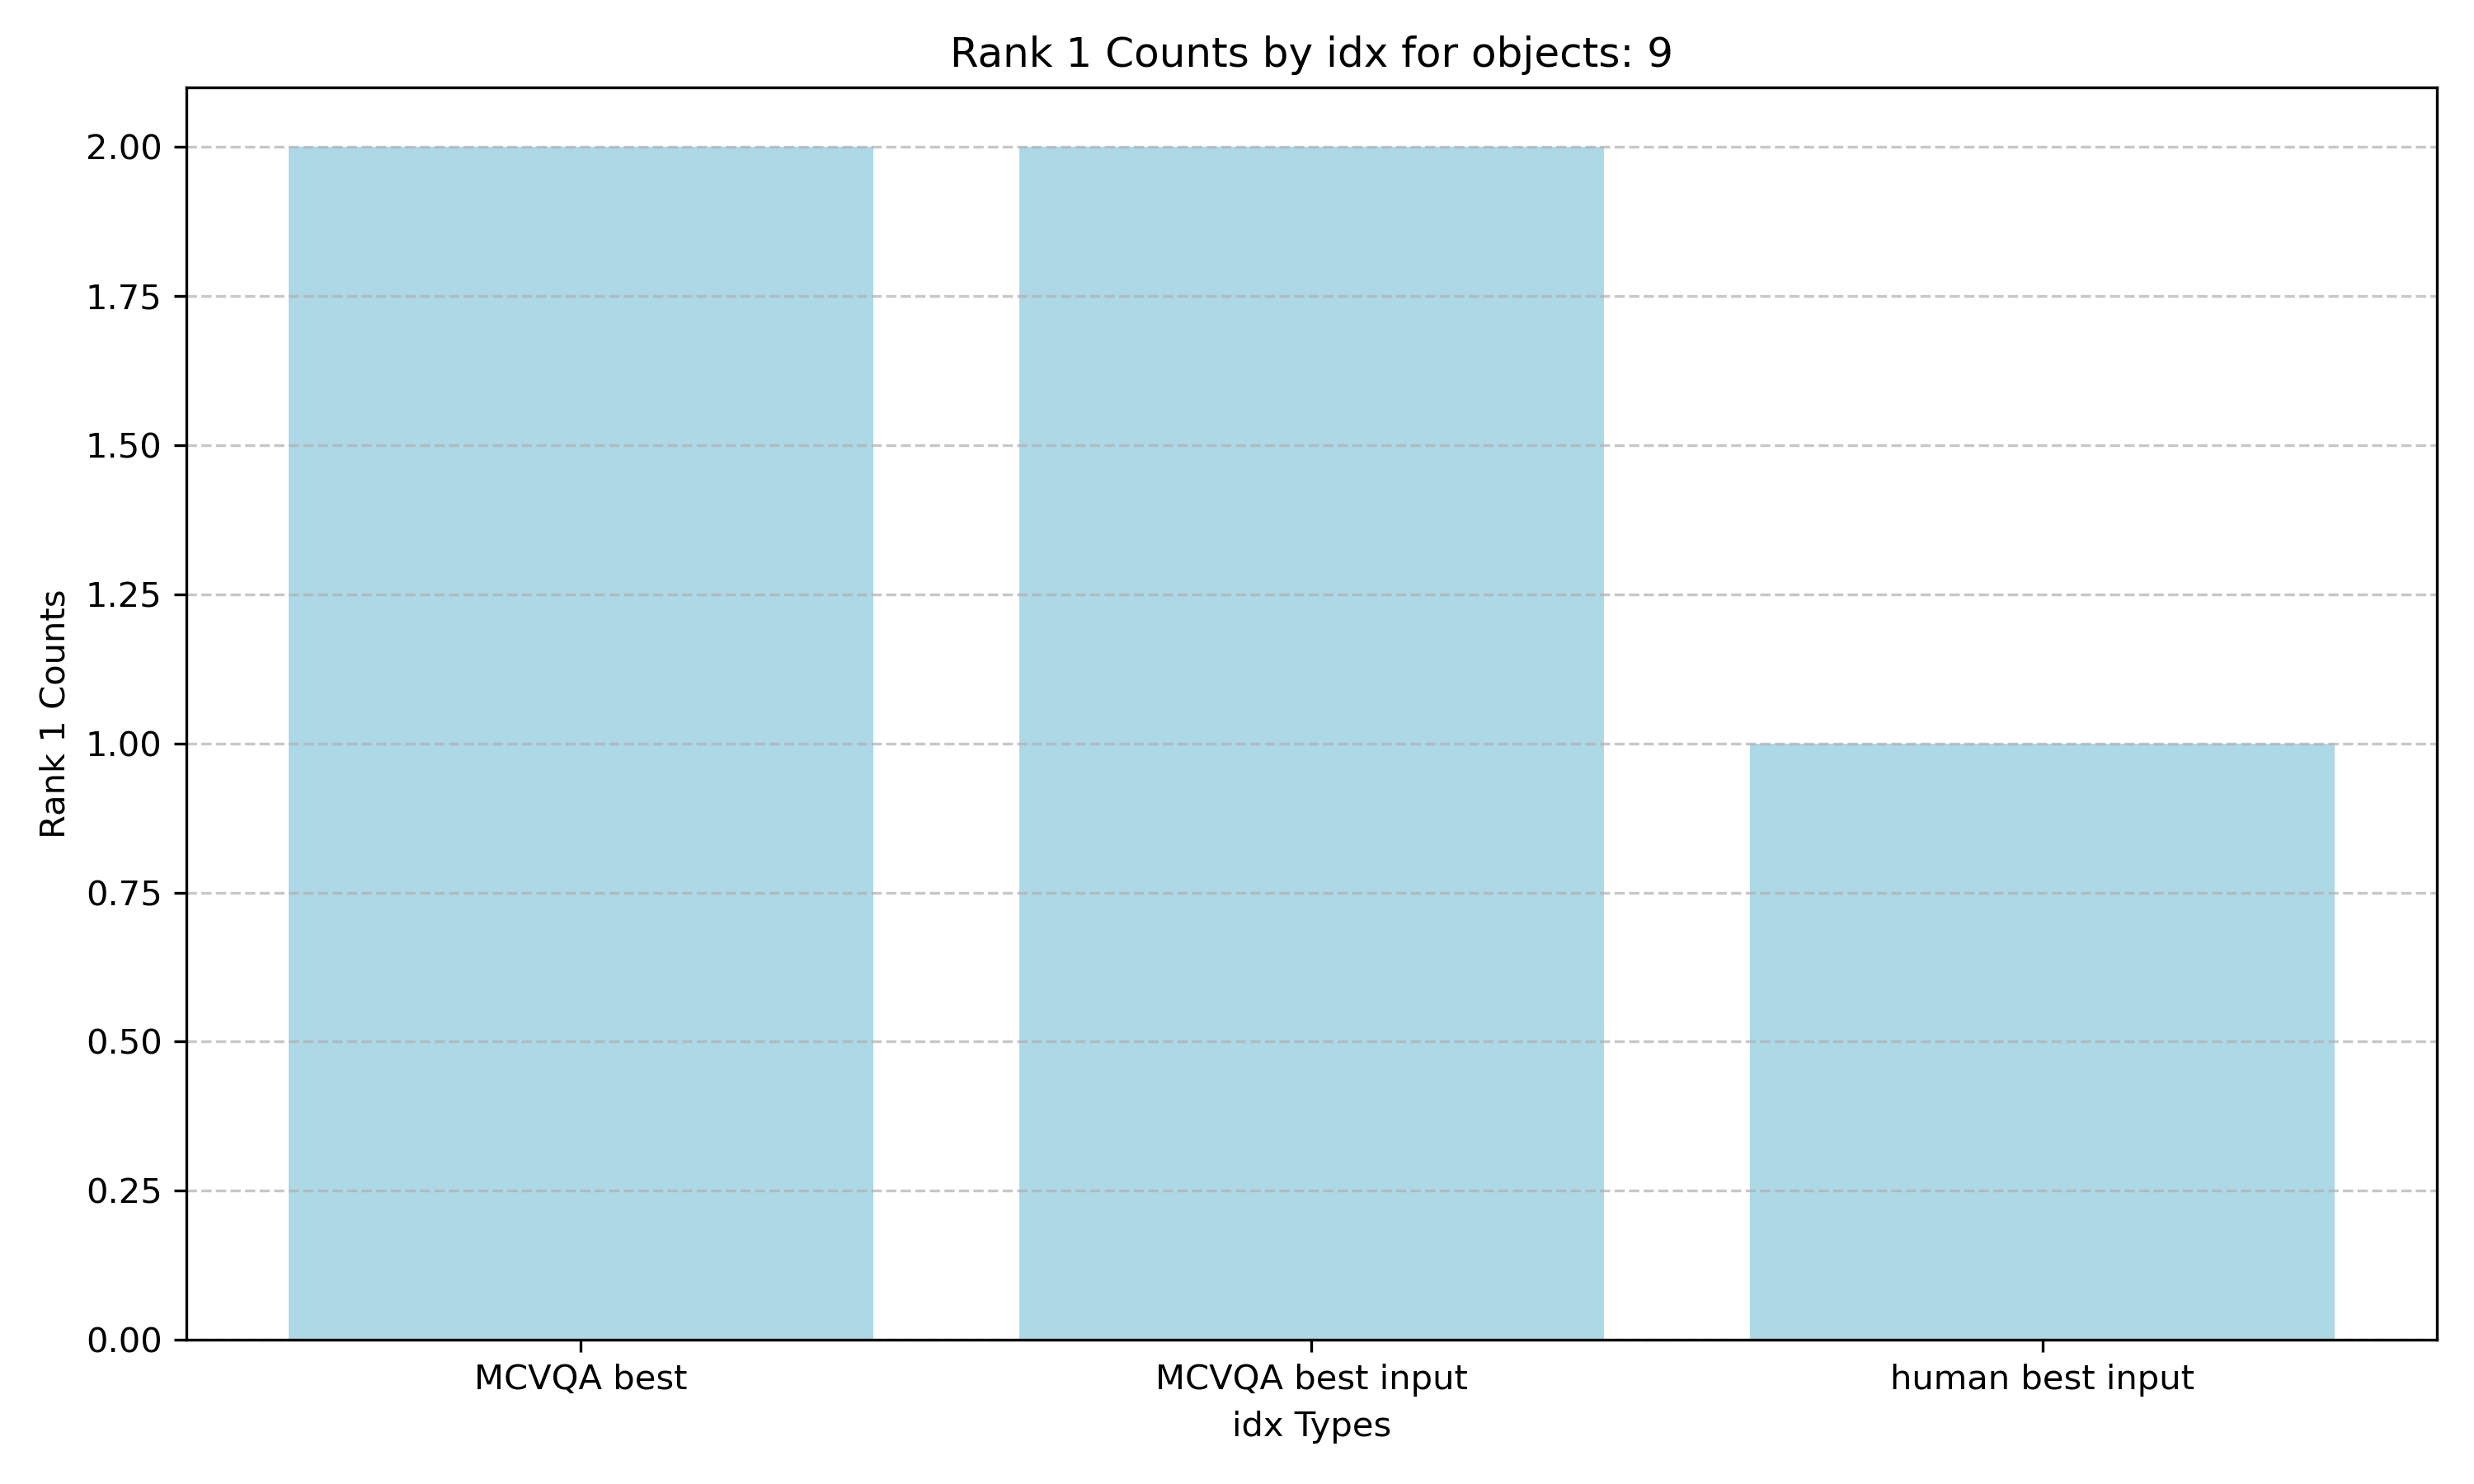 Rank 1 Counts by idx for objects: 9
Rank 1 Counts
2.00
1.75
1.50
1.25
1.00
0.75
0.50
0.25
0.00
MCVQA best
MCVQA best input
human best input
idx Types